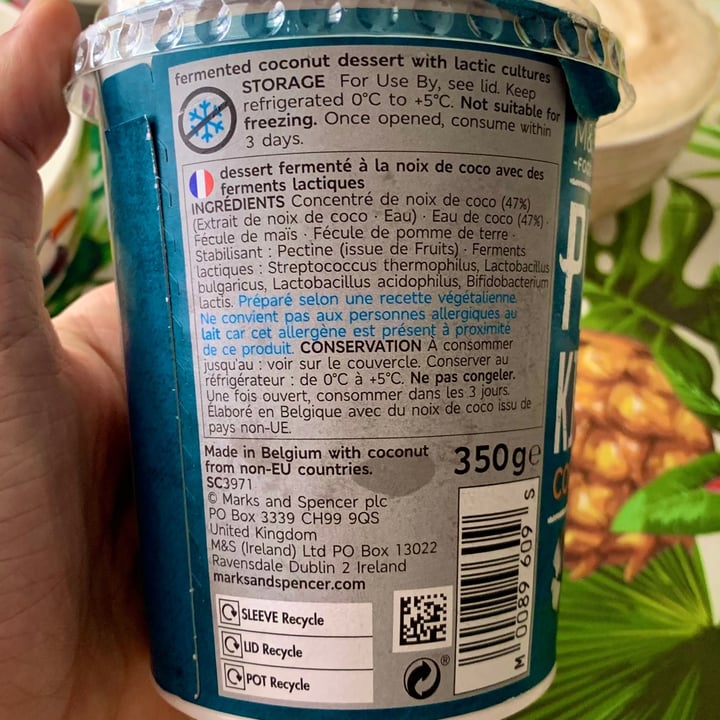 fermented coconut dessert with lactic cultures
STORAGE For Use By, see lid. Keep
refrigerated 0°C to +5°C. Not suitable for
freezing. Once opened, consume within
3 days.
dessert fermenté à la noix de coco avec des
ferments lactiques
INGRÉDIENTS Concentré de noix de coco (47%)
(Extrait de noix de coco · Eau) · Eau de coco (47%) ·
Fécule de maïs · Fécule de pomme de terre ·
Stabilisant : Pectine (issue de Fruits) · Ferments
lactiques : Streptococcus thermophilus, Lactobacillus
bulgaricus, Lactobacillus acidophilus, Bifidobacterium
lactis. Préparé selon une recette végétalienne.
Ne convient pas aux personnes allergiques au
lait car cet allergène est présent à proximité
de ce produit. CONSERVATION À consommer
jusqu'au : voir sur le couvercle. Conserver au
réfrigérateur : de 0°C à +5°C. Ne pas congeler.
Une fois ouvert, consommer dans les 3 jours.
Élaboré en Belgique avec du noix de coco issu de
pays non-UE.
Made in Belgium with coconut
from non-EU countries.
350g e
SC3971
© Marks and Spencer plc
PO Box 3339 CH99 9QS
United Kingdom
M&S (Ireland) Ltd PO Box 13022
Ravensdale Dublin 2 Ireland
marksandspencer.com
SLEEVE Recycle
LID Recycle
POT Recycle
®
M 0089 609 S
M&
P
K
CO